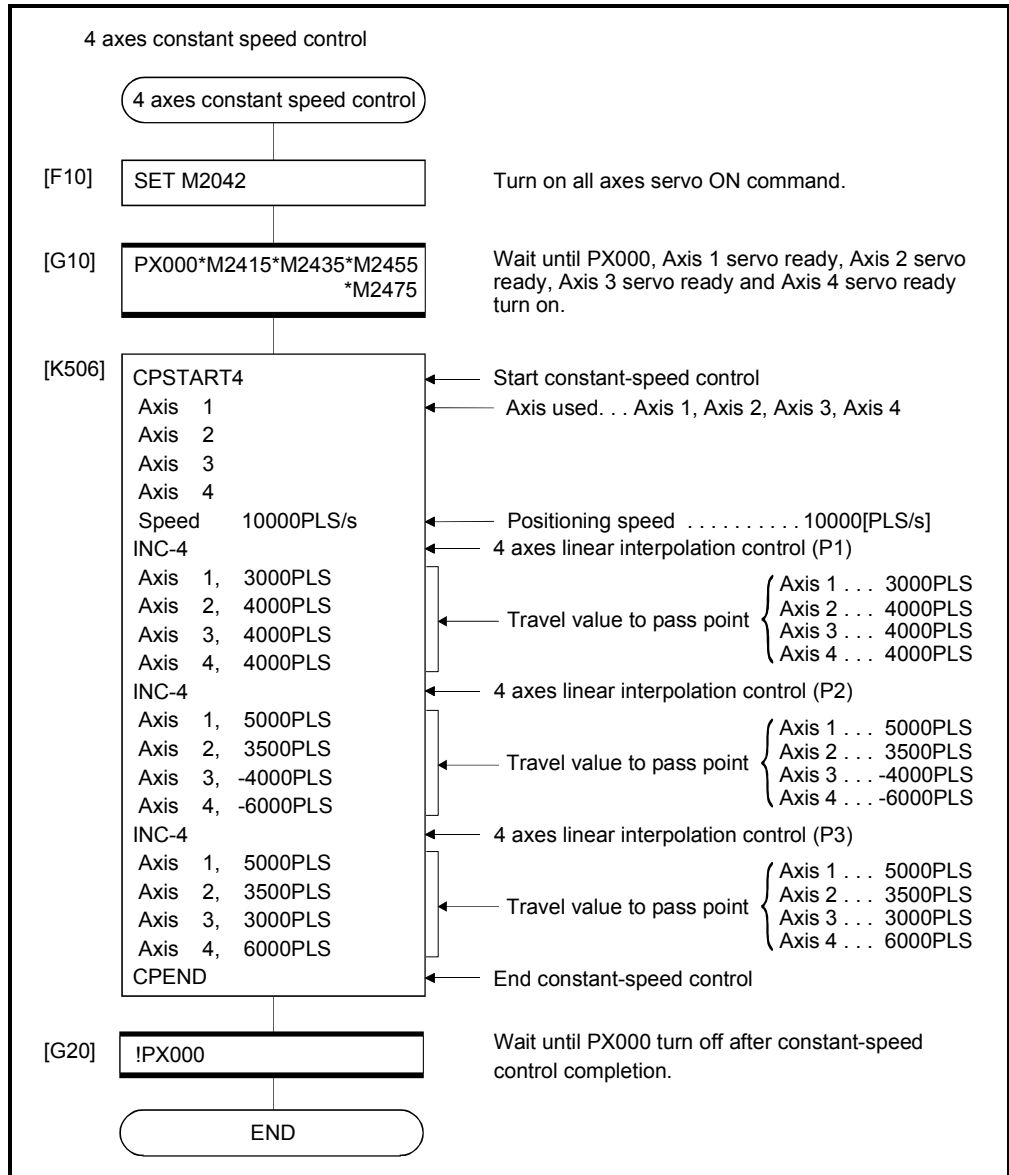 4 axes constant speed control
4 axes constant speed control
[F10] SET M2042 Turn on all axes servo ON command.
[G10] PX000*M2415*M2435*M2455
*M2475
Wait until PX000, Axis 1 servo ready, Axis 2 servo
ready, Axis 3 servo ready and Axis 4 servo ready
turn on.
[K506]
CPSTART4 Start constant-speed control
Axis 1 Axis used. . . Axis 1, Axis 2, Axis 3, Axis 4
Axis 2
Axis 3
Axis 4
Speed 10000PLS/s Positioning speed . . . . . . . . . . 10000[PLS/s]
INC-4 4 axes linear interpolation control (P1)
Axis 1, 3000PLS
Axis 2, 4000PLS
Axis 3, 4000PLS
Axis 4, 4000PLS
Travel value to pass point
Axis 1 . . . 3000PLS
Axis 2 . . . 4000PLS
Axis 3 . . . 4000PLS
Axis 4 . . . 4000PLS
INC-4 4 axes linear interpolation control (P2)
Axis 1, 5000PLS
Axis 2, 3500PLS
Axis 3, -4000PLS
Axis 4, -6000PLS
Travel value to pass point
Axis 1 . . . 5000PLS
Axis 2 . . . 3500PLS
Axis 3 . . . -4000PLS
Axis 4 . . . -6000PLS
INC-4 4 axes linear interpolation control (P3)
Axis 1, 5000PLS
Axis 2, 3500PLS
Axis 3, 3000PLS
Axis 4, 6000PLS
Travel value to pass point
Axis 1 . . . 5000PLS
Axis 2 . . . 3500PLS
Axis 3 . . . 3000PLS
Axis 4 . . . 6000PLS
CPEND End constant-speed control
[G20] !PX000
Wait until PX000 turn off after constant-speed
control completion.
END